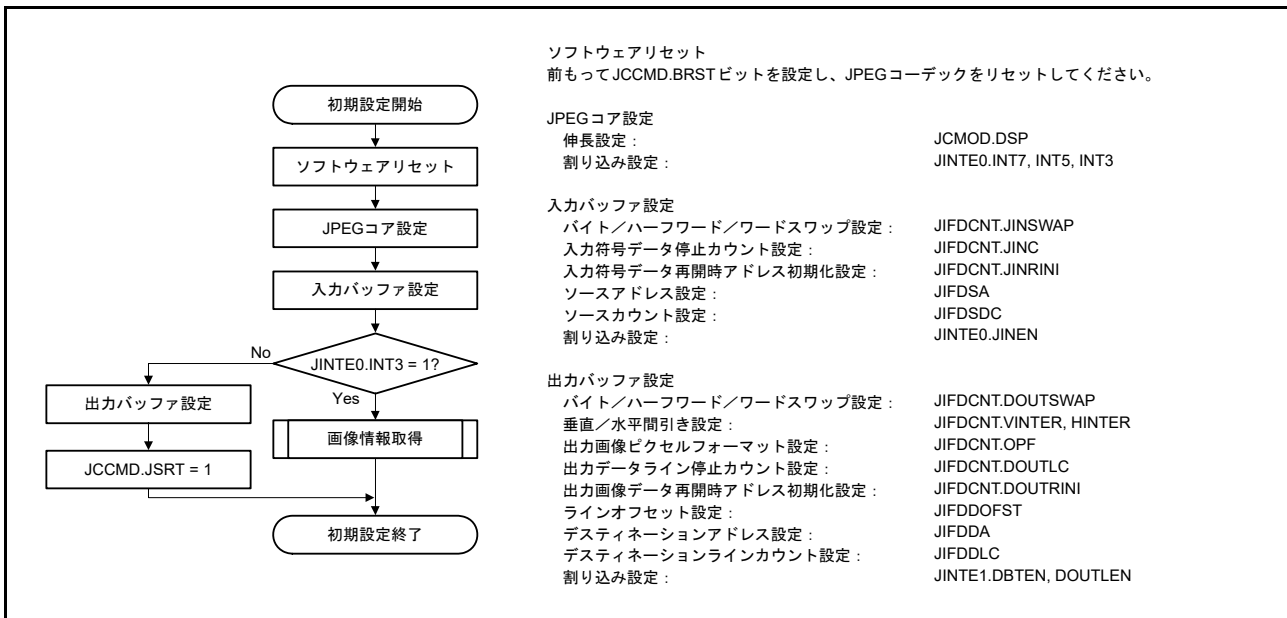 初期設定開始
ソフトウェアリセット
JPEGコア設定
入力バッファ設定
JINTE0.INT3 = 1?
No
Yes
出力バッファ設定
JCCMD.JSRT = 1
画像情報取得
初期設定終了
ソフトウェアリセット
前もってJCCMD.BRSTビットを設定し、JPEGコーデックをリセットしてください。
JPEGコア設定
伸長設定： JCMOD.DSP
割り込み設定： JINTE0.INT7, INT5, INT3
入力バッファ設定
バイト／ハーフワード／ワードスワップ設定： JIFDCNT.JINSWAP
入力符号データ停止カウント設定： JIFDCNT.JINC
入力符号データ再開時アドレス初期化設定： JIFDCNT.JINRINI
ソースアドレス設定： JIFDSA
ソースカウント設定： JIFDSDC
割り込み設定： JINTE0.JINEN
出力バッファ設定
バイト／ハーフワード／ワードスワップ設定： JIFDCNT.DOUTSWAP
垂直／水平間引き設定： JIFDCNT.VINTER, HINTER
出力画像ピクセルフォーマット設定： JIFDCNT.OPF
出力データライン停止カウント設定： JIFDCNT.DOUTLC
出力画像データ再開時アドレス初期化設定： JIFDCNT.DOUTRINI
ラインオフセット設定： JIFDDOFST
デスティネーションアドレス設定： JIFDDA
デスティネーションラインカウント設定： JIFDDLC
割り込み設定： JINTE1.DBTEN, DOUTLEN